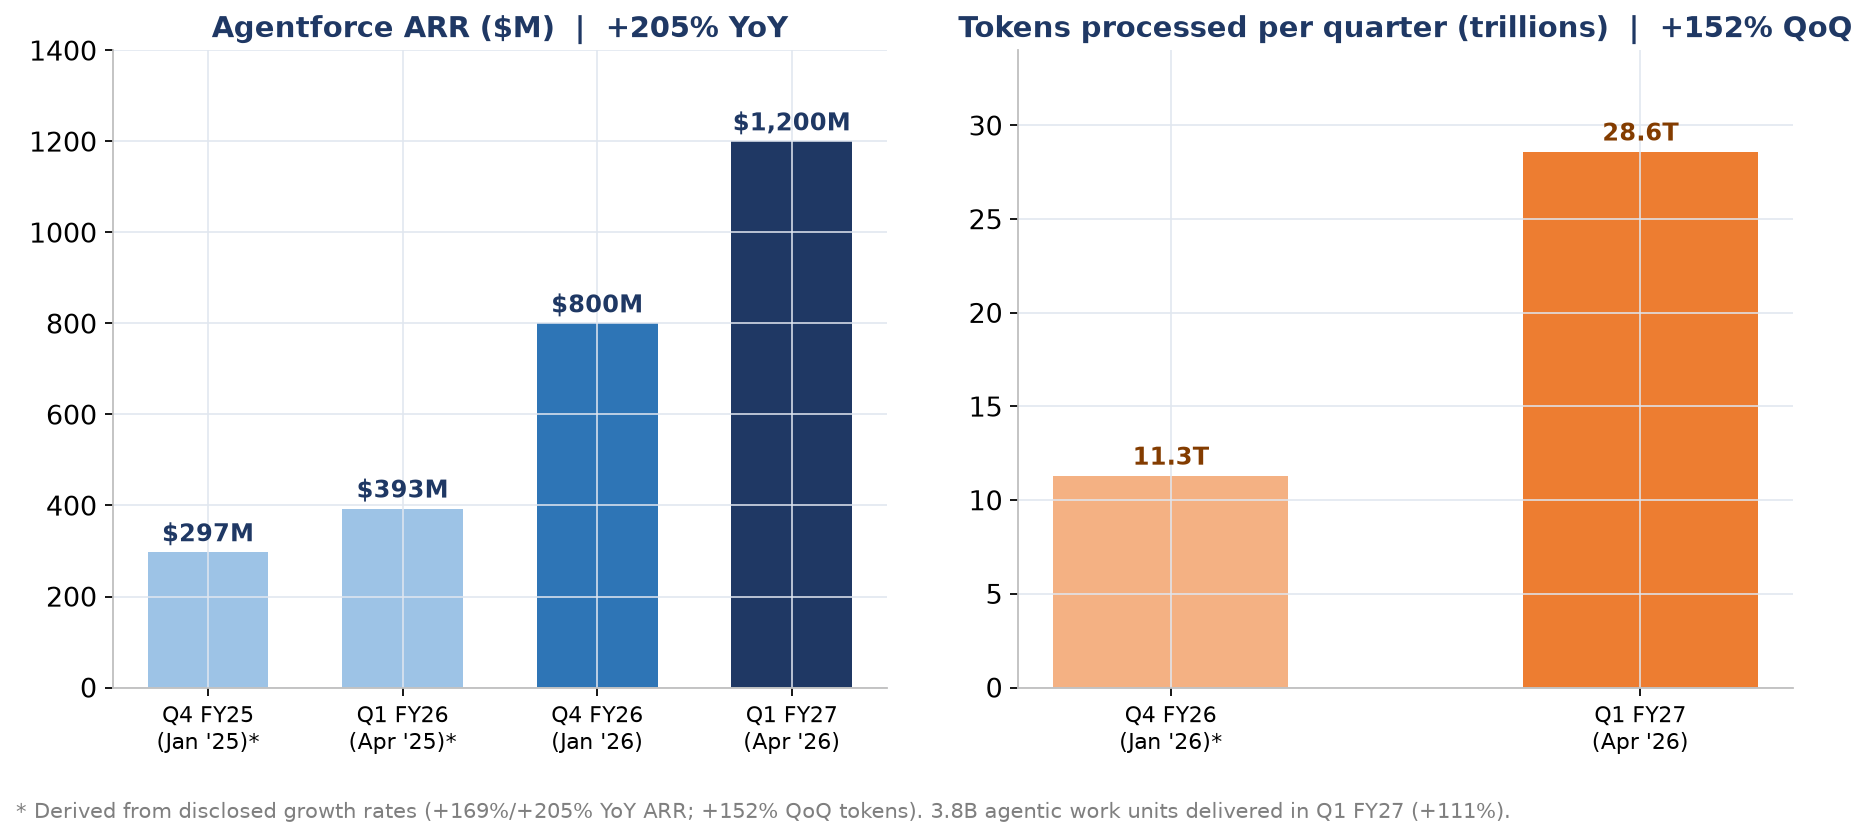 Agentforce ARR ($M)  |  +205% YoY
1400
1200
1000
800
600
400
200
0
$297M
$393M
$800M
$1,200M
Q4 FY25
(Jan '25)*
Q1 FY26
(Apr '25)*
Q4 FY26
(Jan '26)
Q1 FY27
(Apr '26)
Tokens processed per quarter (trillions)  |  +152% QoQ
30
25
20
15
10
5
0
11.3T
28.6T
Q4 FY26
(Jan '26)*
Q1 FY27
(Apr '26)
* Derived from disclosed growth rates (+169%/+205% YoY ARR; +152% QoQ tokens). 3.8B agentic work units delivered in Q1 FY27 (+111%).